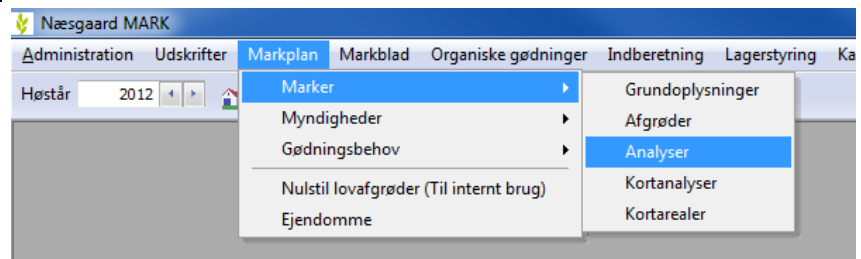 Næsgaard MARK
Administration Udskrifter Markplan Markblad Organiske gødninger Indberetning Lagerstyring Ka
Høstår 2012
Marker
Myndigheder
Gødningsbehov
Nulstil lovafgrøder (Til internt brug)
Ejendomme
Grundoplysninger
Afgrøder
Analyser
Kortanalyser
Kortarealer